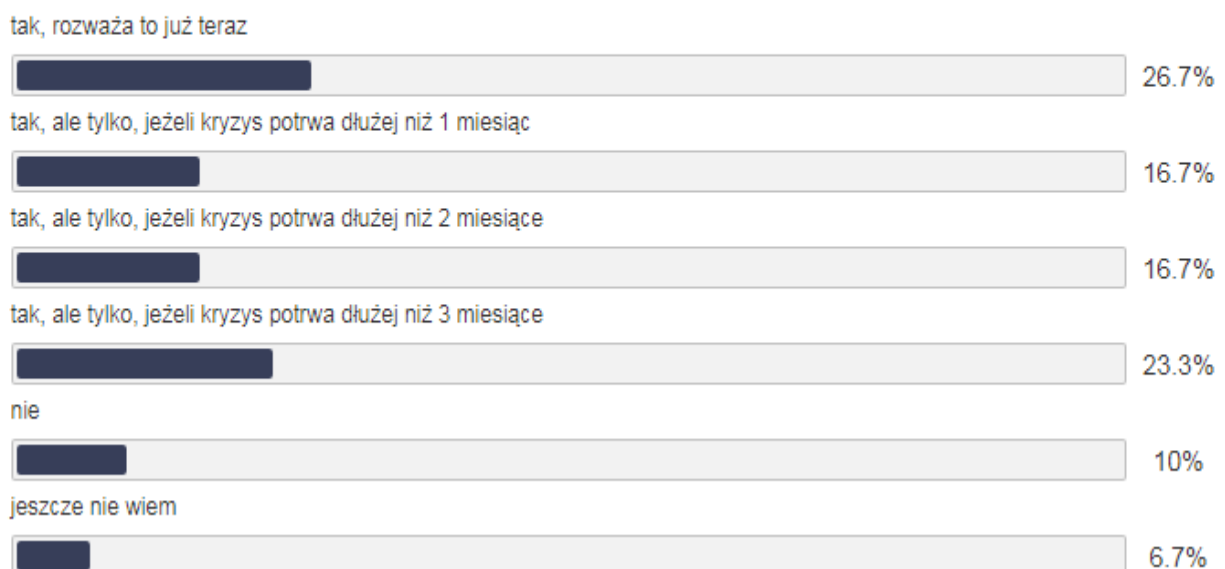 tak, rozważa to już teraz
26.7%
tak, ale tylko, jeżeli kryzys potrwa dłużej niż 1 miesiąc
16.7%
tak, ale tylko, jeżeli kryzys potrwa dłużej niż 2 miesiące
16.7%
tak, ale tylko, jeżeli kryzys potrwa dłużej niż 3 miesiące
23.3%
nie
10%
jeszcze nie wiem
6.7%